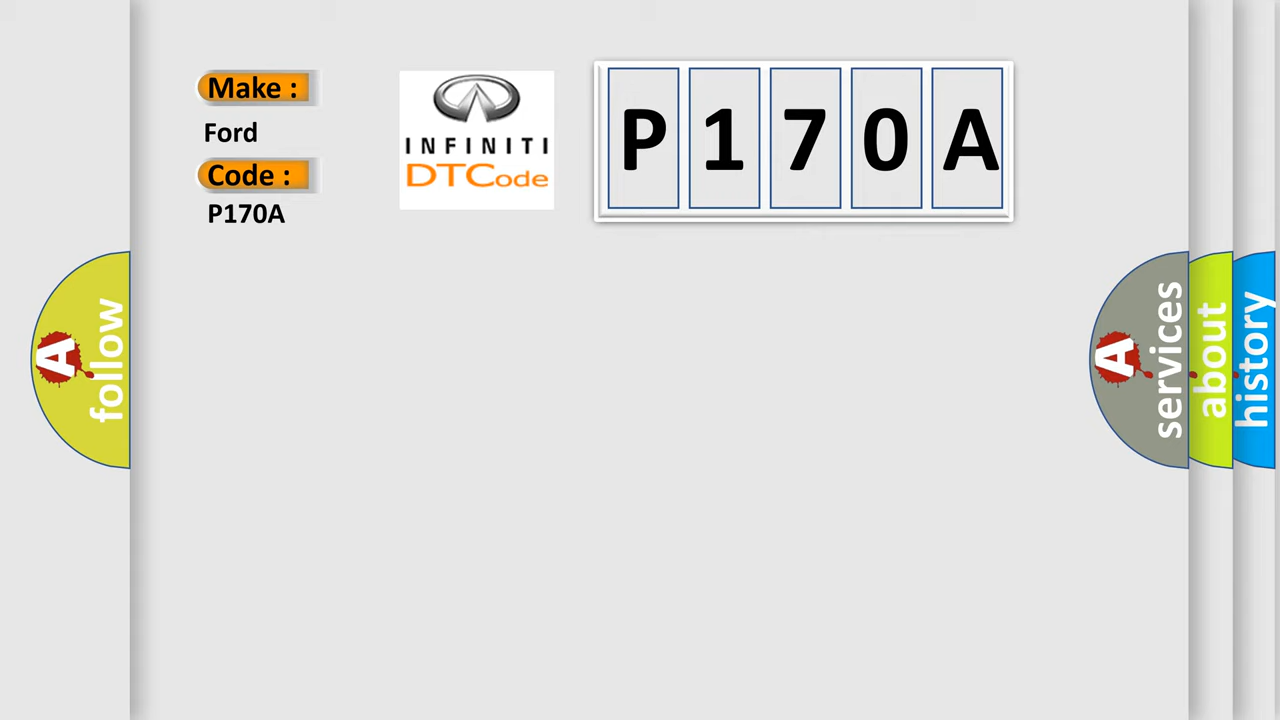 Make :
Ford
Code :
P170A
INFINITI
DTCode
P 1 7 0 A
A
follow
A
services
about
history